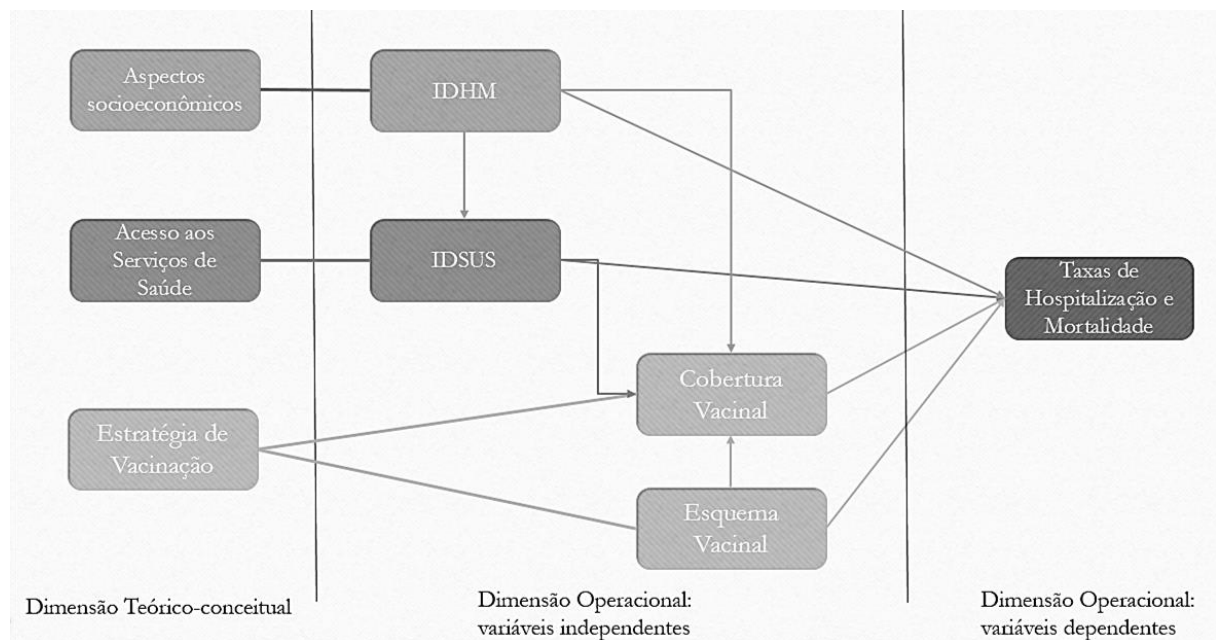 Aspectos
socioeconômicos
IDHM
Acesso aos
Serviços de
Saúde
IDSUS
Taxas de
Hospitalização e
Mortalidade
Cobertura
Vacinal
Estratégia de
Vacinação
Esquema
Vacinal
Dimensão Teórico-conceitual
Dimensão Operacional:
variáveis independentes
Dimensão Operacional:
variáveis dependentes